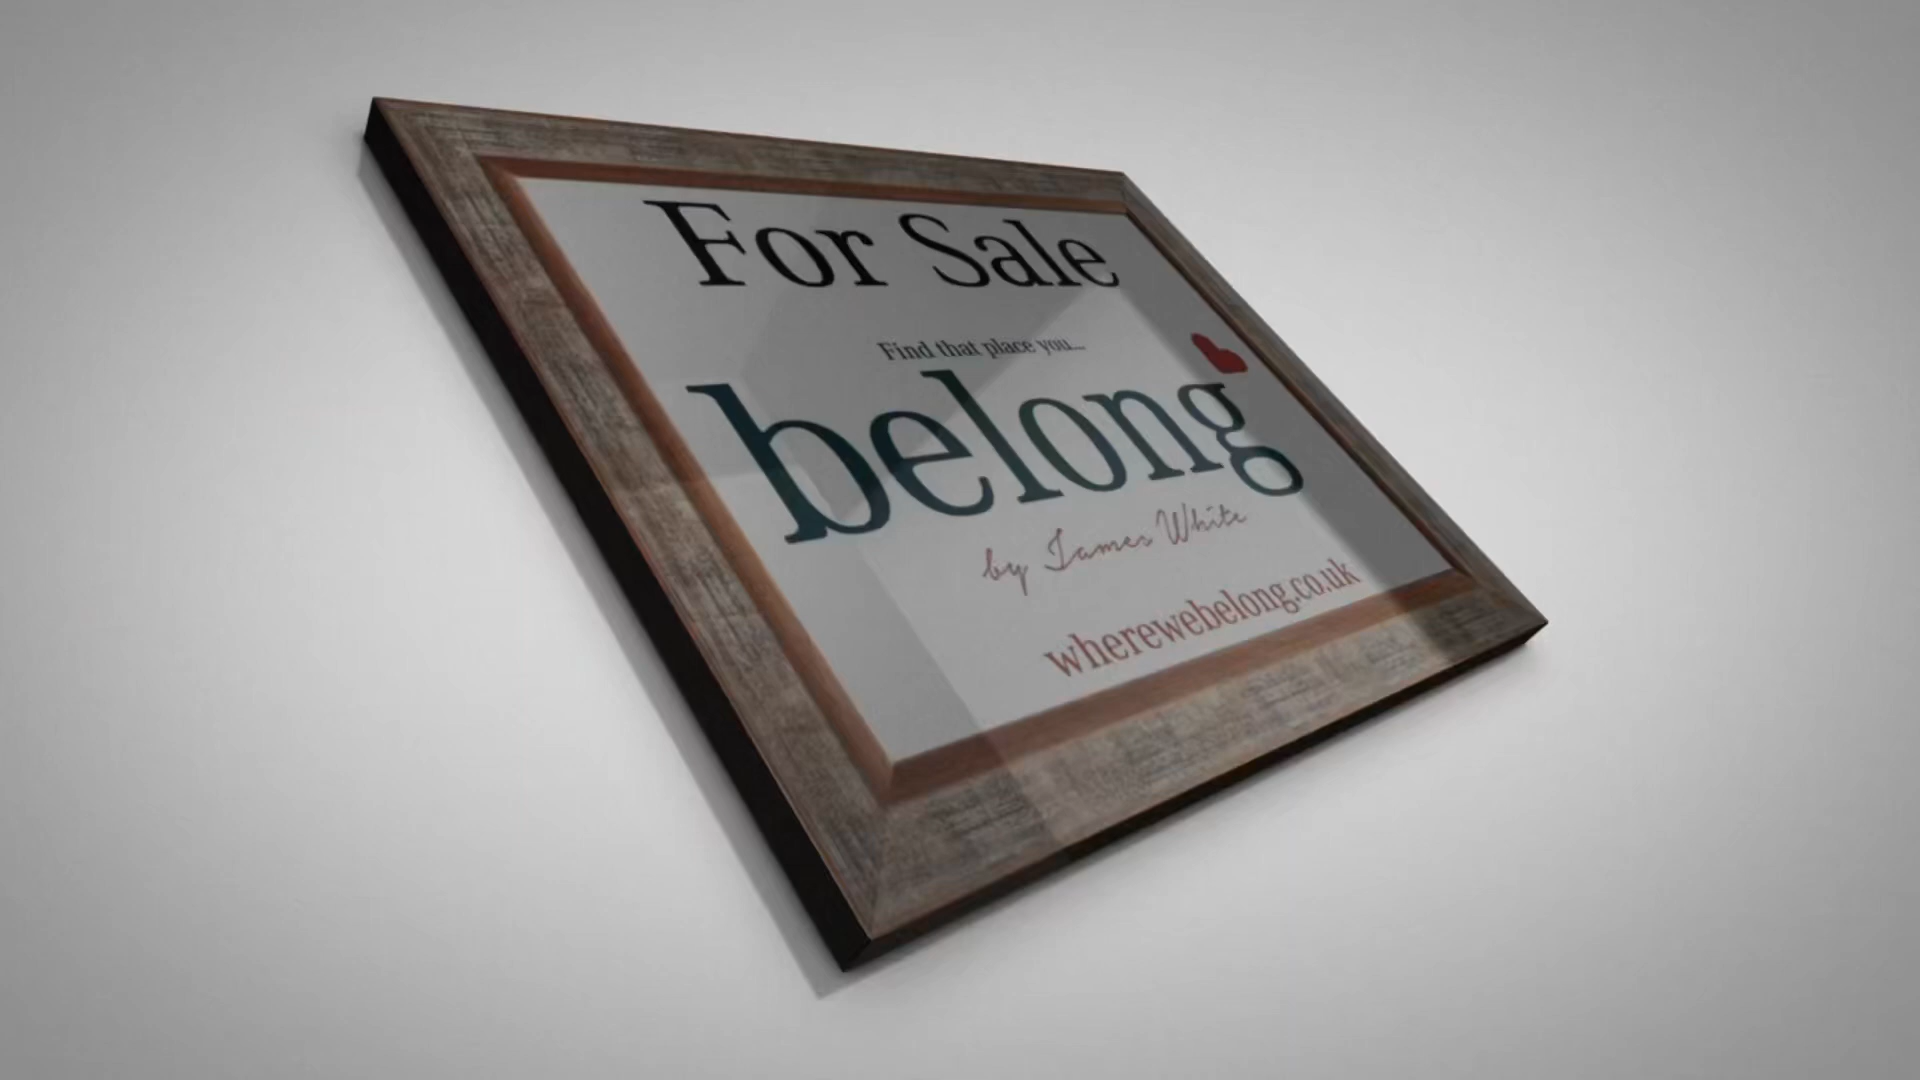 For Sale
Find that place you...
belong
by James White
wherewebelong.co.uk